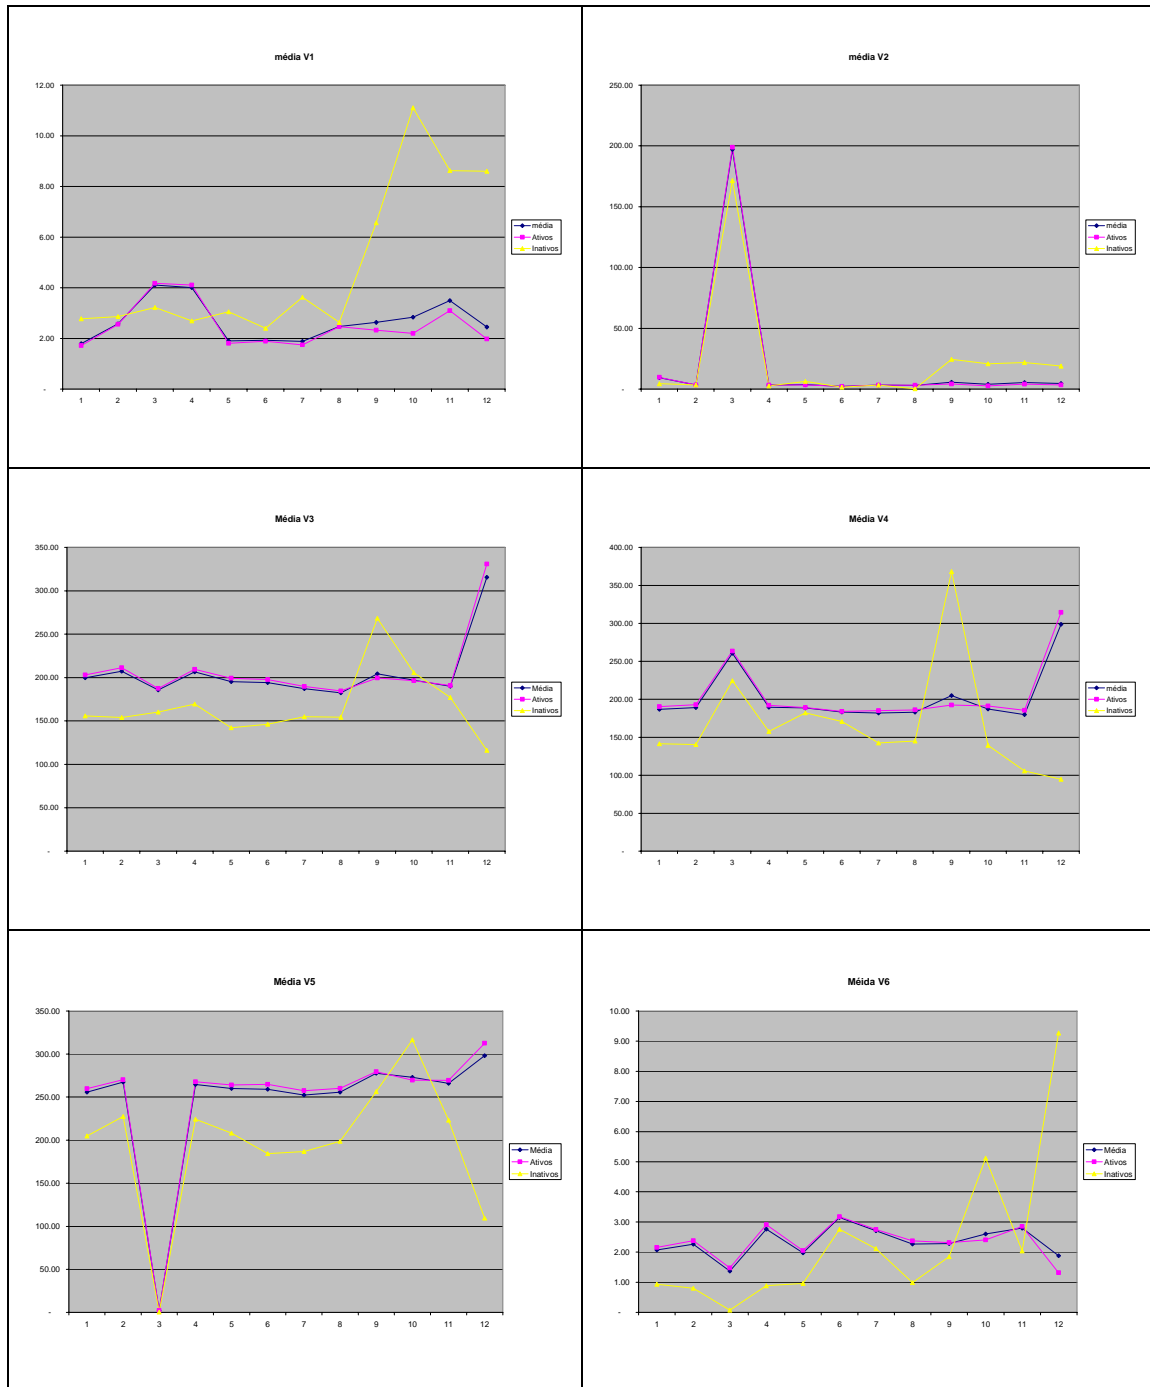 média V1
12.00
10.00
8.00
6.00
4.00
2.00
-
1 2 3 4 5 6 7 8 9 10 11 12
média
Ativos
Inativos
média V2
250.00
200.00
150.00
100.00
50.00
-
1 2 3 4 5 6 7 8 9 10 11 12
média
Ativos
Inativos
Média V3
350.00
300.00
250.00
200.00
150.00
100.00
50.00
-
1 2 3 4 5 6 7 8 9 10 11 12
Média
Ativos
Inativos
Média V4
400.00
350.00
300.00
250.00
200.00
150.00
100.00
50.00
-
1 2 3 4 5 6 7 8 9 10 11 12
média
Ativos
Inativos
Média V5
350.00
300.00
250.00
200.00
150.00
100.00
50.00
-
1 2 3 4 5 6 7 8 9 10 11 12
Média
Ativos
Inativos
Méida V6
10.00
9.00
8.00
7.00
6.00
5.00
4.00
3.00
2.00
1.00
-
1 2 3 4 5 6 7 8 9 10 11 12
Média
Ativos
Inativos